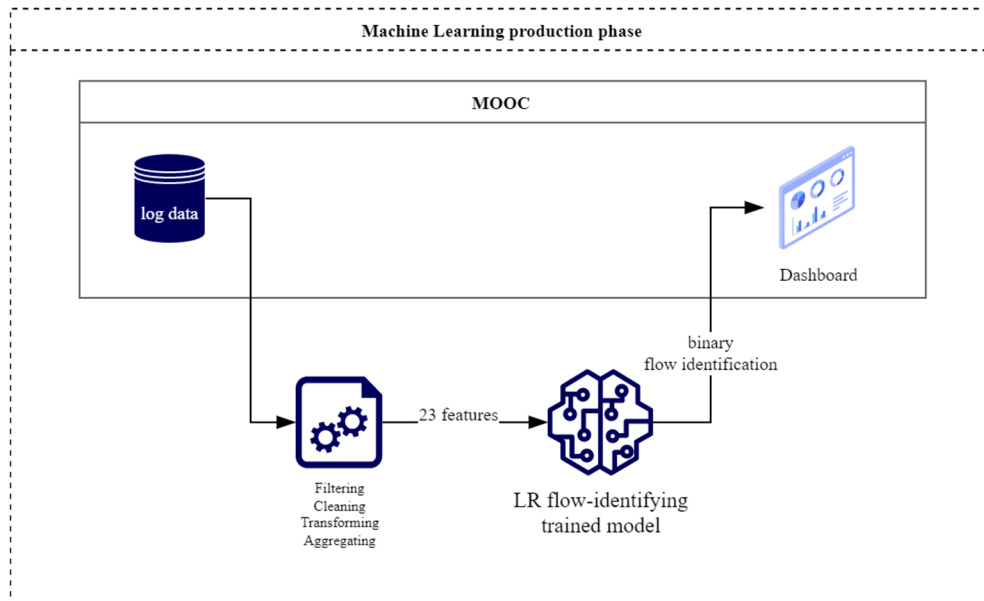 Machine Learning production phase
MOOC
log data
Dashboard
binary
flow identification
23 features
Filtering
Cleaning
Transforming
Aggregating
LR flow-identifying
trained model